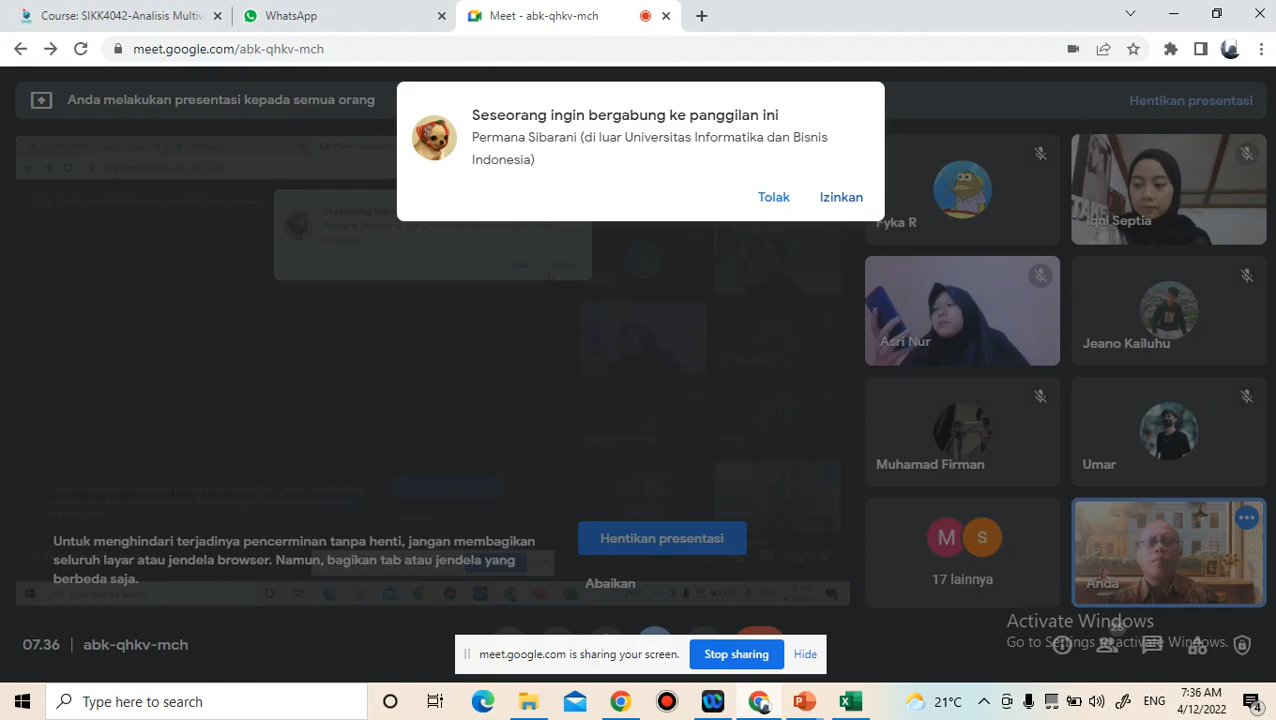 Course: SIKK4042-Analisis Multiv
WhatsApp
Meet - abk-qhkv-mch
meet.google.com/abk-qhkv-mch
Anda melakukan presentasi kepada semua orang
Hentikan presentasi
Seseorang ingin bergabung ke panggilan ini
Permana Sibarani (di luar Universitas Informatika dan Bisnis
Indonesia)
Tolak
Izinkan
Fyka R
Iqni Septia
Asri Nur
Jeano Kailuhu
Muhamad Firman
Umar
M
S
17 lainnya
Anda
Untuk menghindari terjadinya pencerminan tanpa henti, jangan membagikan
seluruh layar atau jendela browser. Namun, bagikan tab atau jendela yang
berbeda saja.
Hentikan presentasi
Abaikan
Activate Windows
Go to Settings to activate Windows.
25
07.36
abk-qhkv-mch
meet.google.com is sharing your screen.
Stop sharing
Hide
Type here to search
21°C
ENG
7:36 AM
4/12/2022
4